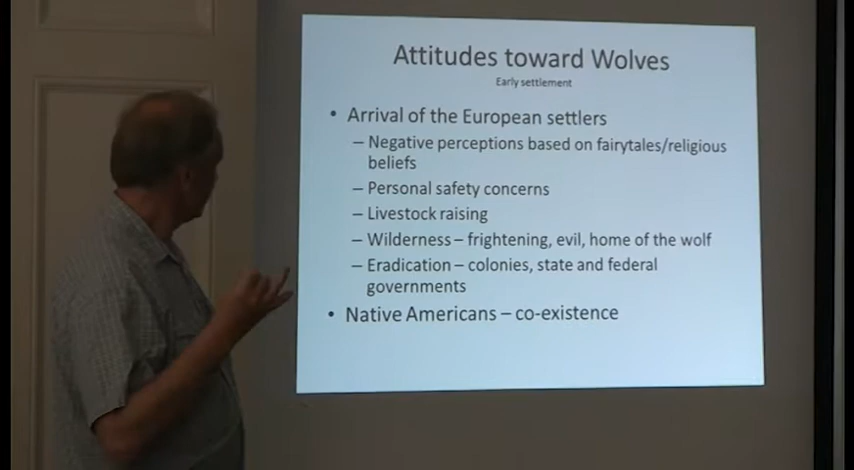 Attitudes toward Wolves
Early settlement
• Arrival of the European settlers
– Negative perceptions based on fairytales/religious
beliefs
– Personal safety concerns
– Livestock raising
– Wilderness – frightening, evil, home of the wolf
– Eradication – colonies, state and federal
governments
• Native Americans – co-existence